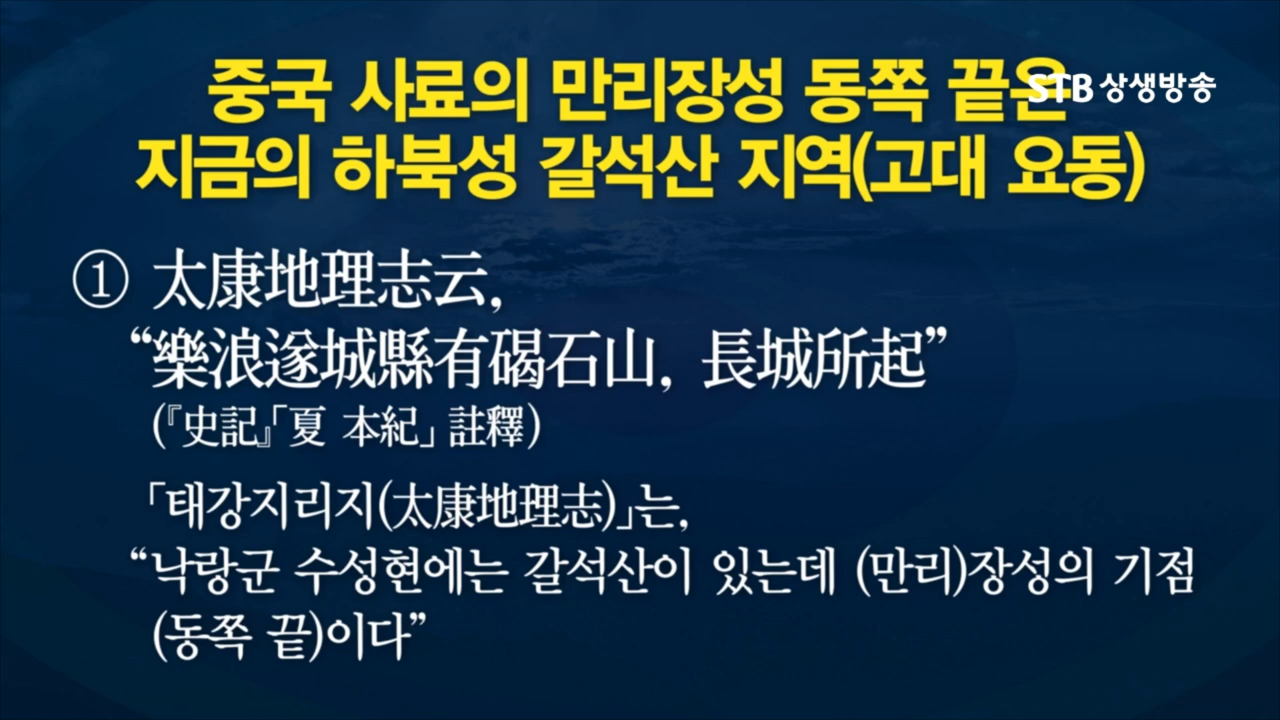 중국 사료의 만리장성 동쪽 끝은
STB 상생방송
지금의 하북성 갈석산 지역(고대 요동)
① 太康地理志云,
“樂浪遂城縣有碣石山, 長城所起”
(『史記』「夏 本紀」 註釋)
「태강지리지(太康地理志)」는,
“낙랑군 수성현에는 갈석산이 있는데 (만리)장성의 기점
(동쪽 끝)이다”